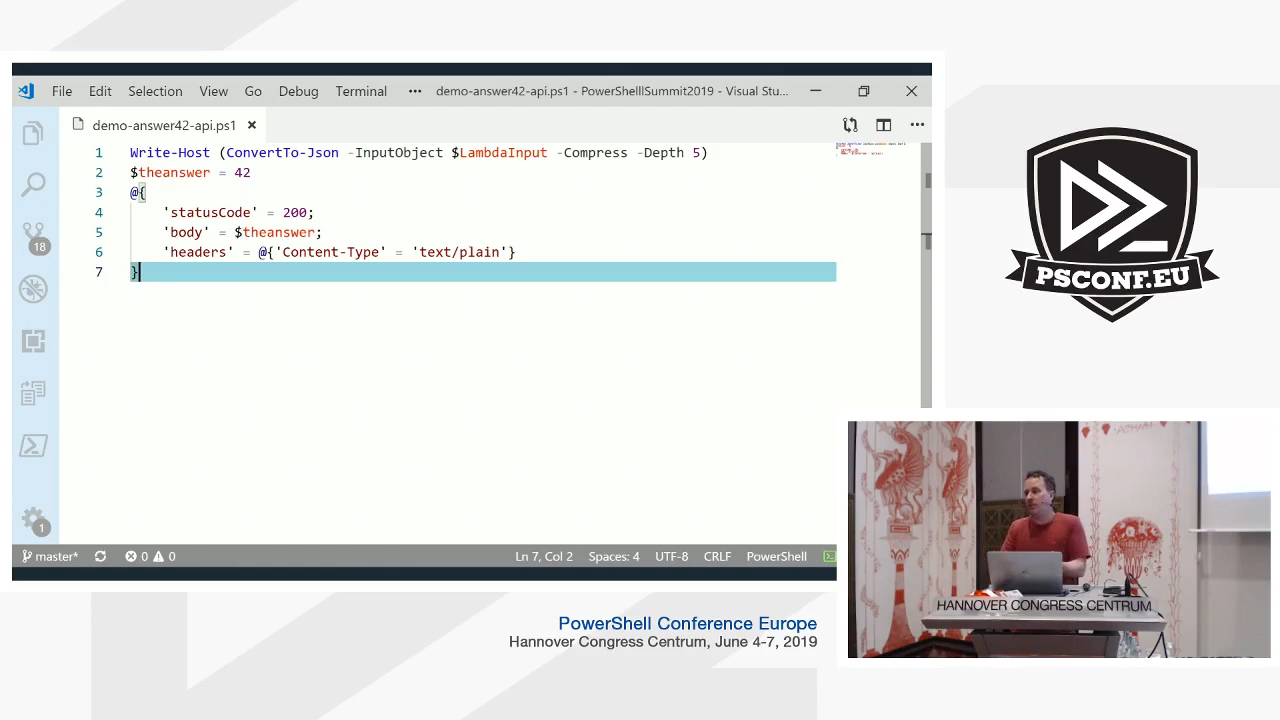 File Edit Selection View Go Debug Terminal ••• demo-answer42-api.ps1 - PowerShelllSummit2019 - Visual Stu...
demo-answer42-api.ps1
1 Write-Host (ConvertTo-Json -InputObject $LambdaInput -Compress -Depth 5)
2 $theanswer = 42
3 @{
4 'statusCode' = 200;
5 'body' = $theanswer;
6 'headers' = @{'Content-Type' = 'text/plain'}
7 }
18
1
master* 0 0 Ln 7, Col 2 Spaces: 4 UTF-8 CRLF PowerShell
PSCONF.EU
HANNOVER CONGRESS CENTRUM
PowerShell Conference Europe
Hannover Congress Centrum, June 4-7, 2019